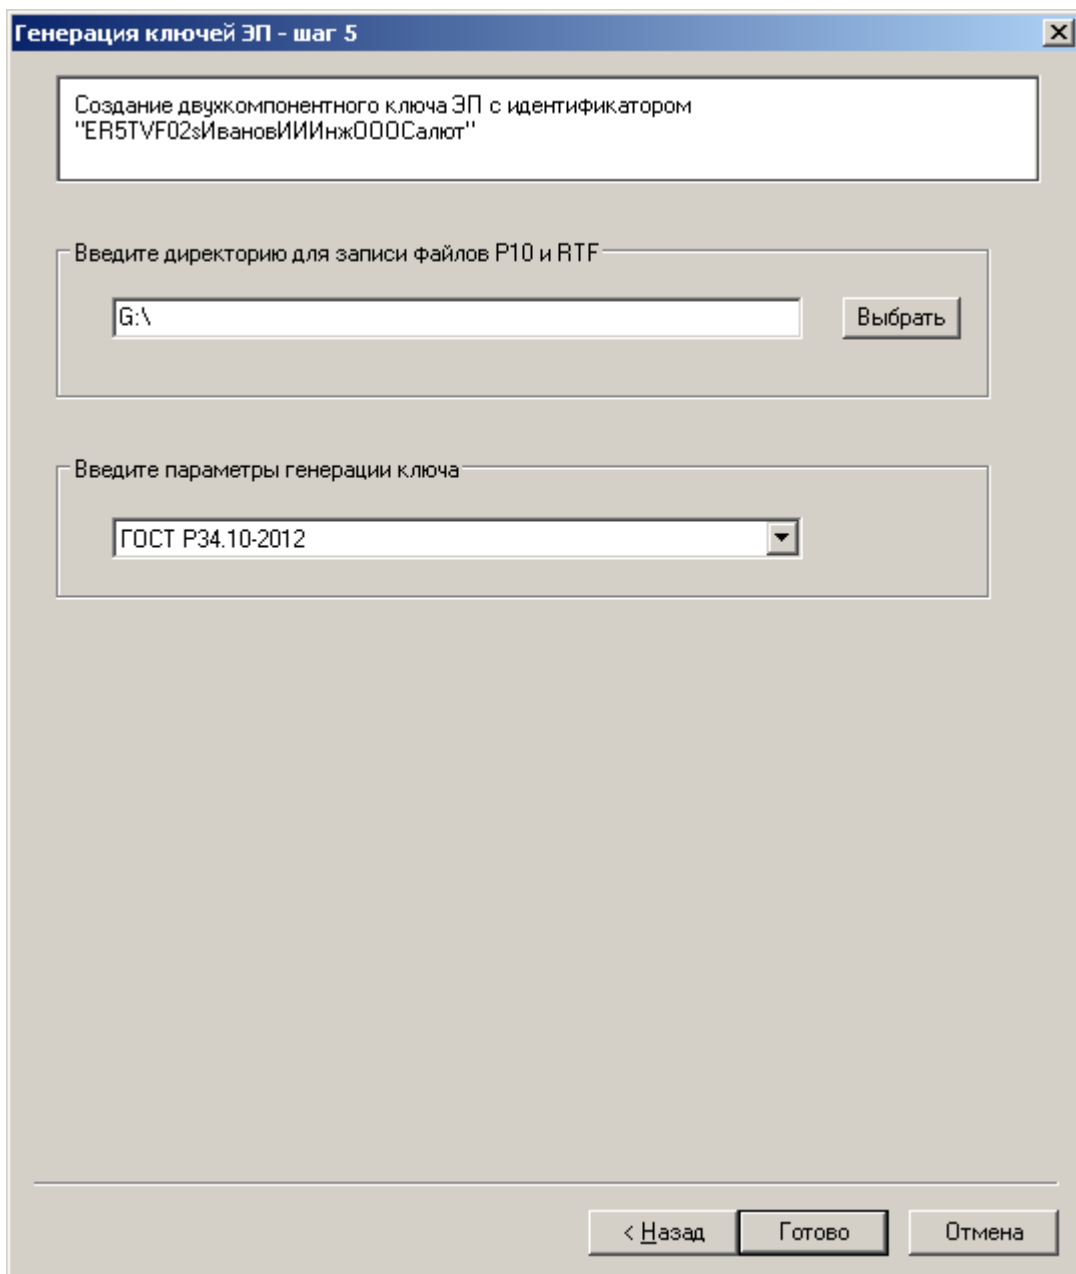 Генерация ключей ЭП - шаг 5
Создание двухкомпонентного ключа ЭП с идентификатором
"ER5TVF02sИвановИИИнжОООСалют"
Введите директорию для записи файлов P10 и RTF
G:\
Выбрать
Введите параметры генерации ключа
ГОСТ Р34.10-2012
< Назад
Готово
Отмена